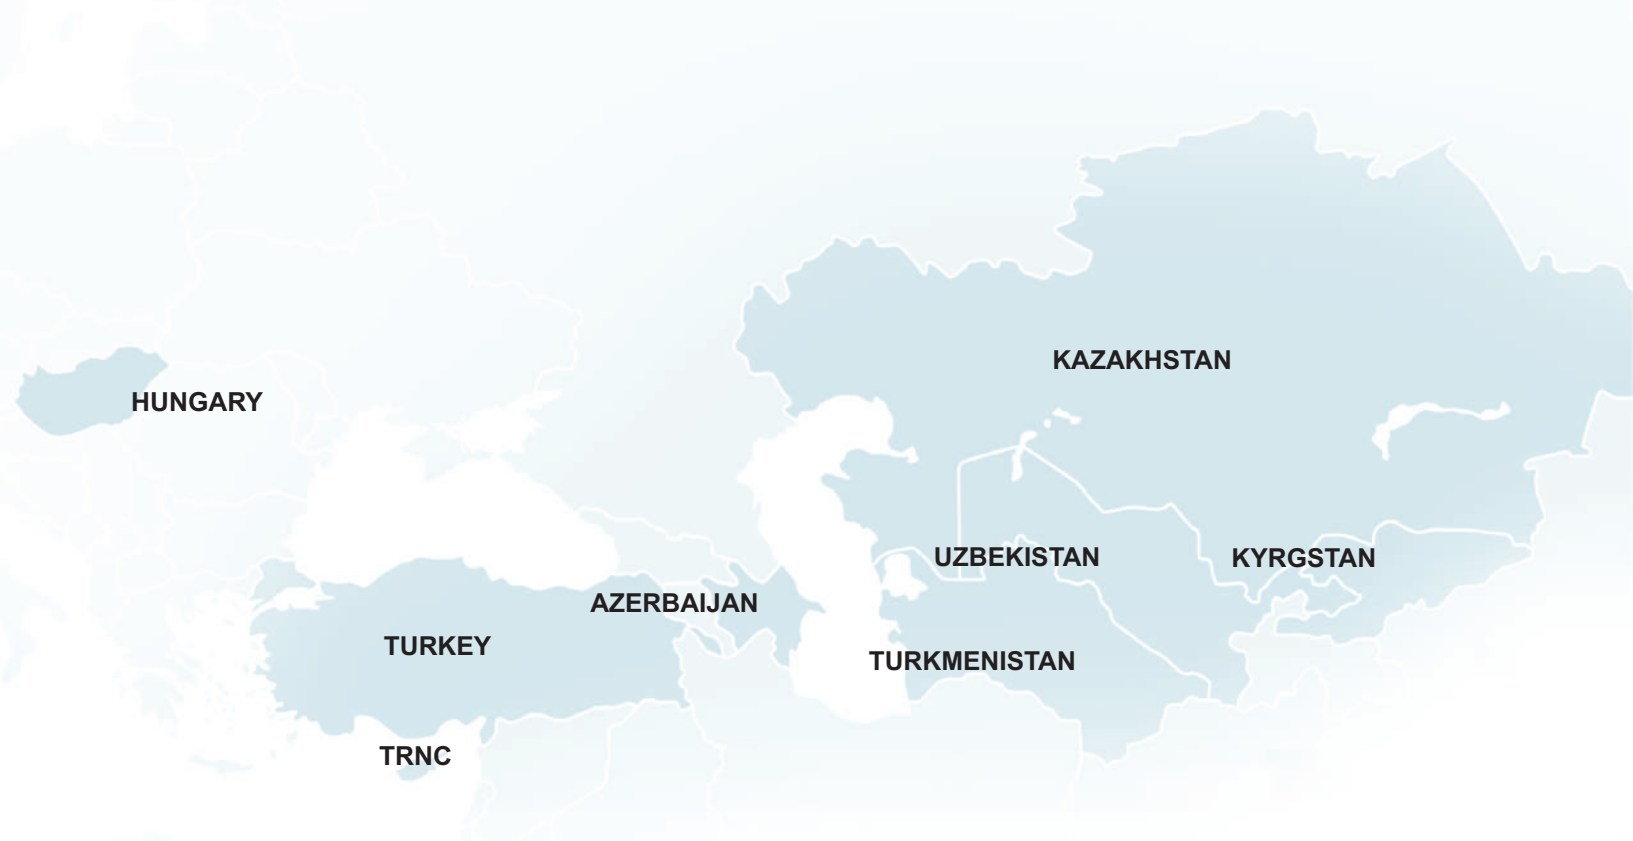 KAZAKHSTAN
HUNGARY
UZBEKISTAN
KYRGSTAN
AZERBAIJAN
TURKEY
TURKMENISTAN
TRNC